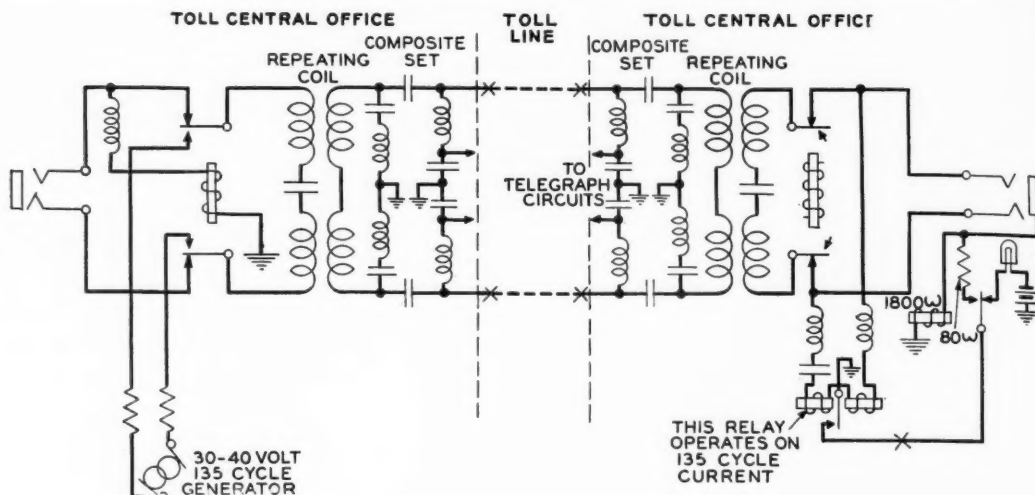 TOLL CENTRAL OFFICE
TOLL
LINE
TOLL CENTRAL OFFICE
COMPOSITE
SET
REPEATING
COIL
COMPOSITE
SET
REPEATING
COIL
TO
TELEGRAPH
CIRCUITS
1800ω
80ω
THIS RELAY
OPERATES ON
135 CYCLE
CURRENT
30-40 VOLT
135 CYCLE
GENERATOR